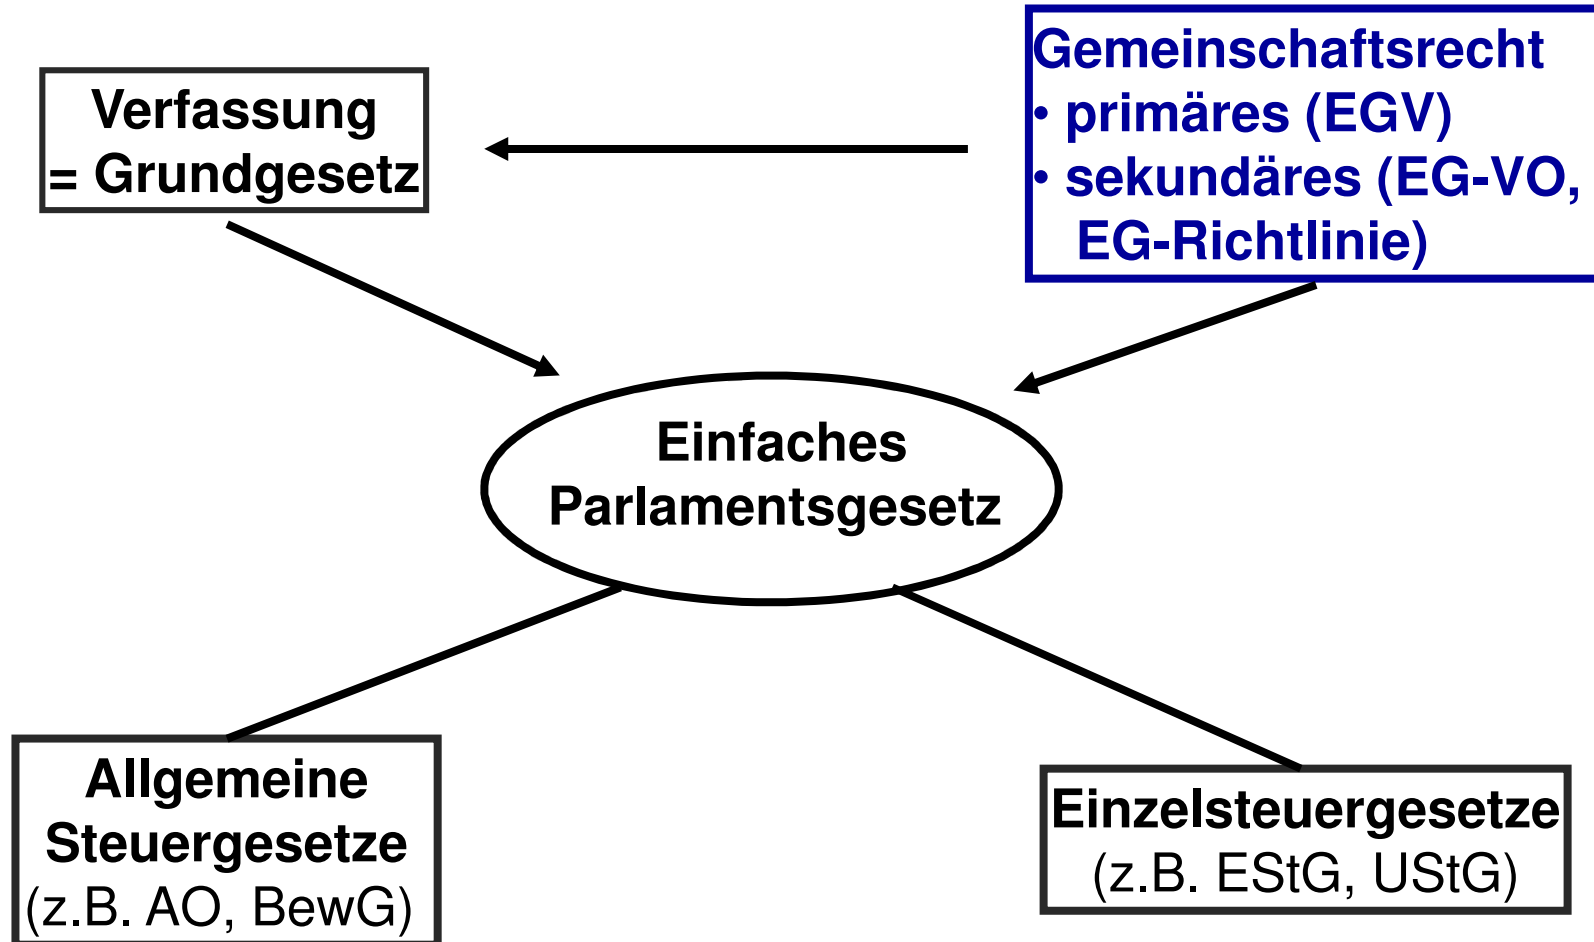 Verfassung
= Grundgesetz
Gemeinschaftsrecht
• primäres (EGV)
• sekundäres (EG-VO,
EG-Richtlinie)
Einfaches
Parlamentsgesetz
Allgemeine
Steuergesetze
(z.B. AO, BewG)
Einzelsteuergesetze
(z.B. EStG, UStG)